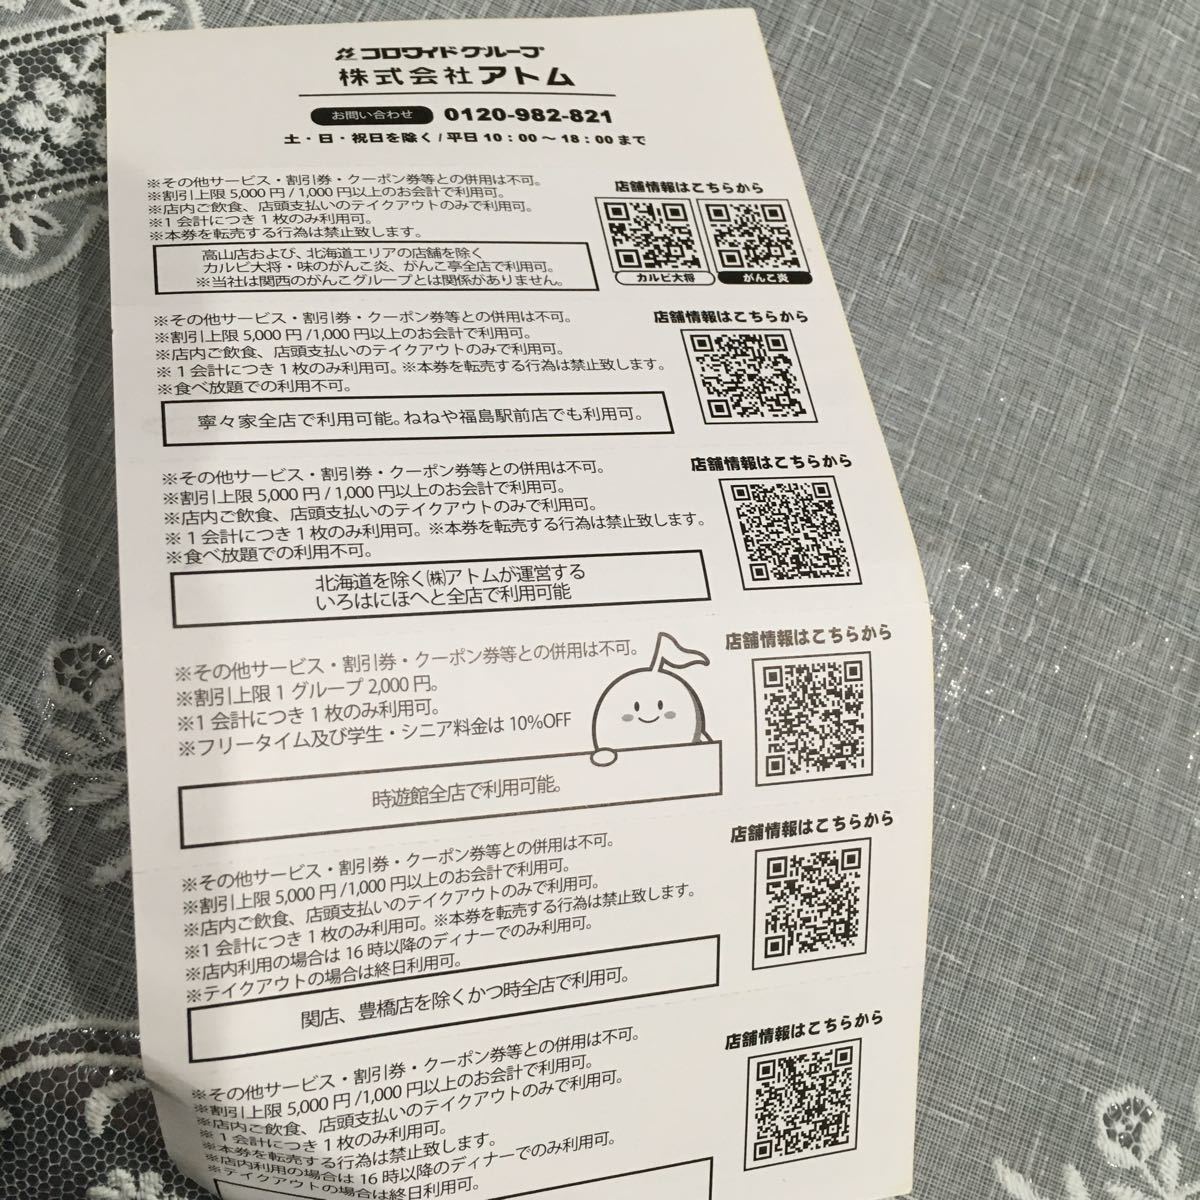 コロワイドグループ
株式会社アトム
お問い合わせ 0120-982-821
土・日・祝日を除く/平日10:00～18:00まで
※その他サービス・割引券・クーポン券等との併用は不可。
※割引上限5,000円/1,000円以上のお会計で利用可。
※店内ご飲食、店頭支払いのテイクアウトのみで利用可。
※1会計につき1枚のみ利用可。
※本券を転売する行為は禁止致します。
高山店および、北海道エリアの店舗を除く
カルビ大将・味のがんこ炎、がんこ亭全店で利用可。
※当社は関西のがんこグループとは関係がありません。
店舗情報はこちらから
カルビ大将
がんこ炎
※その他サービス・割引券・クーポン券等との併用は不可。
※割引上限5,000円/1,000円以上のお会計で利用可。
※店内ご飲食、店頭支払いのテイクアウトのみで利用可。
※1会計につき1枚のみ利用可。※本券を転売する行為は禁止致します。
※食べ放題での利用不可。
寧々家全店で利用可能。ねねや福島駅前店でも利用可。
店舗情報はこちらから
※その他サービス・割引券・クーポン券等との併用は不可。
※割引上限5,000円/1,000円以上のお会計で利用可。
※店内ご飲食、店頭支払いのテイクアウトのみで利用可。
※1会計につき1枚のみ利用可。※本券を転売する行為は禁止致します。
※食べ放題での利用不可。
北海道を除く㈱アトムが運営する
いろはにほへと全店で利用可能
店舗情報はこちらから
※その他サービス・割引券・クーポン券等との併用は不可。
※割引上限1グループ2,000円。
※1会計につき1枚のみ利用可。
※フリータイム及び学生・シニア料金は10%OFF
時遊館全店で利用可能。
店舗情報はこちらから
※その他サービス・割引券・クーポン券等との併用は不可。
※割引上限5,000円/1,000円以上のお会計で利用可。
※店内ご飲食、店頭支払いのテイクアウトのみで利用可。
※1会計につき1枚のみ利用可。※本券を転売する行為は禁止致します。
※店内利用の場合は16時以降のディナーでのみ利用可。
※テイクアウトの場合は終日利用可。
関店、豊橋店を除くかつ時全店で利用可。
店舗情報はこちらから
※その他サービス・割引券・クーポン券等との併用は不可。
※割引上限5,000円/1,000円以上のお会計で利用可。
※店内ご飲食、店頭支払いのテイクアウトのみで利用可。
※1会計につき1枚のみ利用可。
※本券を転売する行為は禁止致します。
※店内利用の場合は16時以降のディナーでのみ利用可。
※テイクアウトの場合は終日利用可。
店舗情報はこちらから